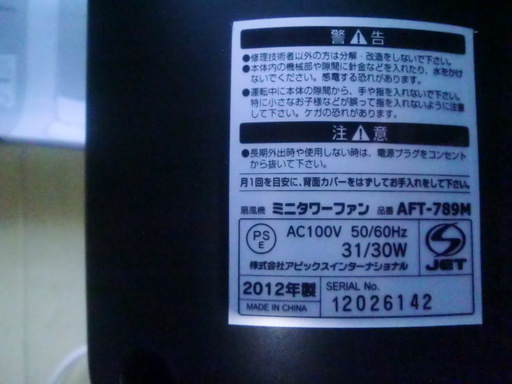 警告
●修理技術者以外の方は分解・改造をしないで下さい。
●本体内の機械部や隙間に針金などを入れたり、水をかけ
ないでください。感電する恐れがあります。
●運転中に本体の隙間から、手や指を入れないで下さい。
特に小さなお子様などが誤って指を入れないように注意
して下さい。ケガの恐れがあります。
注意
●長期外出時や使用しない時は、電源プラグをコンセント
から抜いて下さい。
月1回を目安に、背面カバーをはずしてお手入れをして下さい。
扇風機 ミニタワーファン 品番 AFT-789M
PSE AC100V 50/60Hz
31/30W
株式会社アピックスインターナショナル
JET
2012年製
MADE IN CHINA
SERIAL No.
12026142